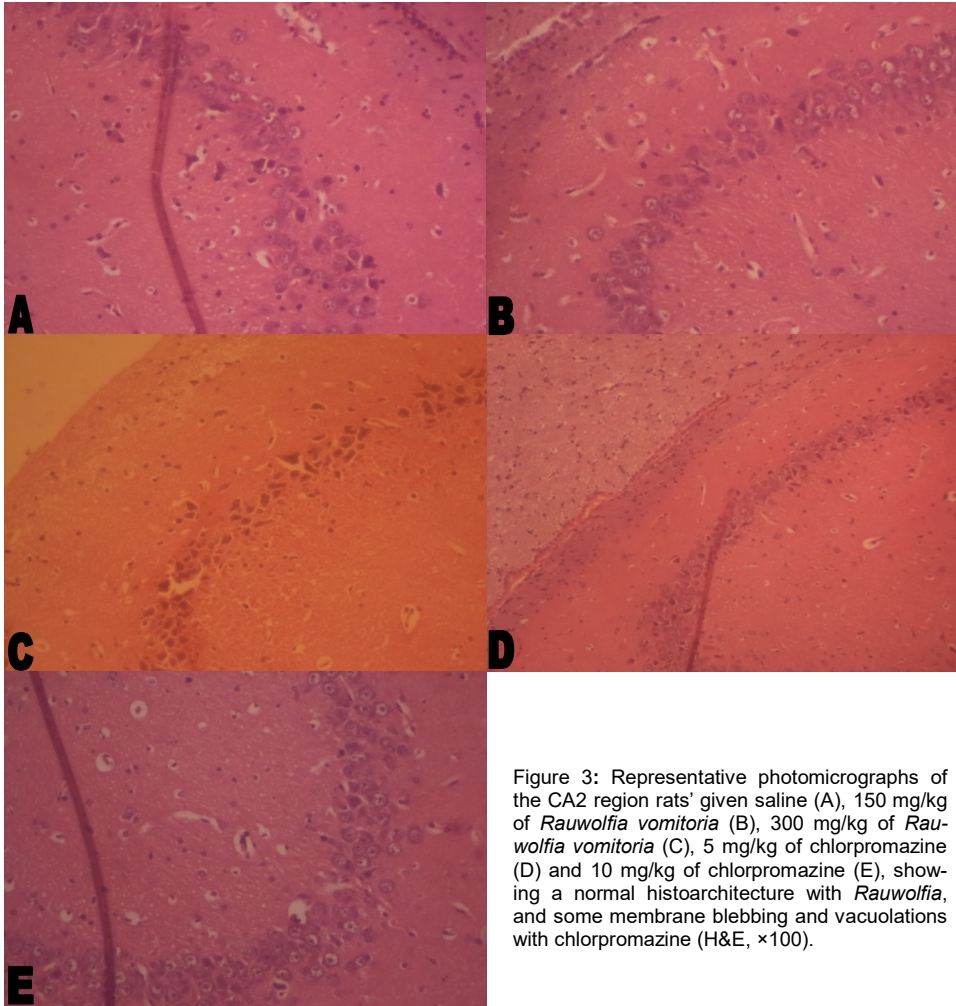 A
B
C
D
E
Figure 3: Representative photomicrographs of
the CA2 region rats’ given saline (A), 150 mg/kg
of Rauwolfia vomitoria (B), 300 mg/kg of Rau-
wolfia vomitoria (C), 5 mg/kg of chlorpromazine
(D) and 10 mg/kg of chlorpromazine (E), show-
ing a normal histoarchitecture with Rauwolfia,
and some membrane blebbing and vacuolations
with chlorpromazine (H&E, ×100).